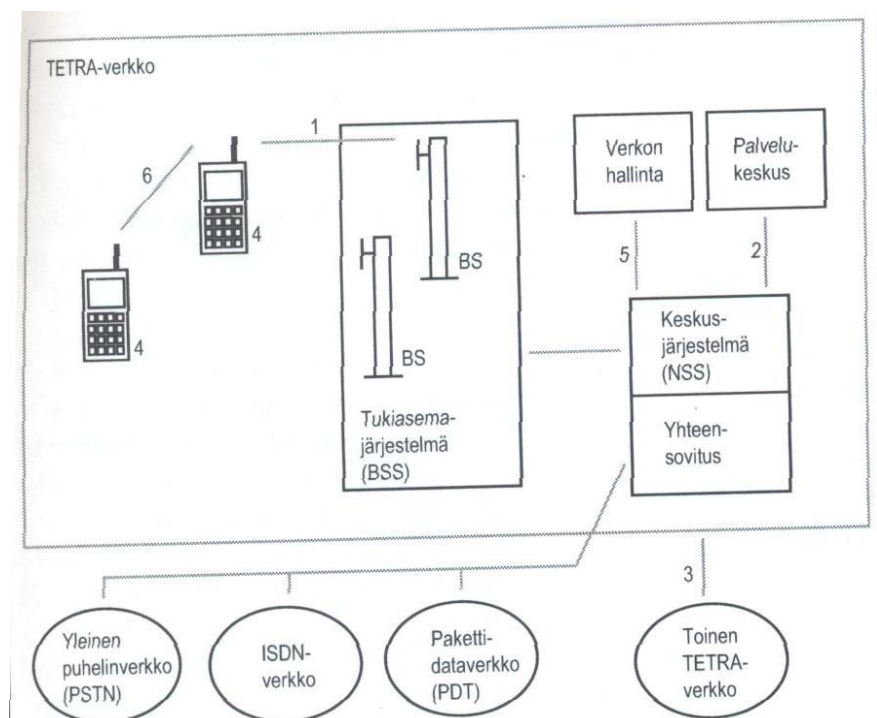 TETRA-verkko
1
6
4
4
BS
BS
Tukiasema-
järjestelmä
(BSS)
Verkon
hallinta
Palvelu-
keskus
5
2
Keskus-
järjestelmä
(NSS)
Yhteen-
sovitus
3
Yleinen
puhelinverkko
(PSTN)
ISDN-
verkko
Paketti-
dataverkko
(PDT)
Toinen
TETRA-
verkko